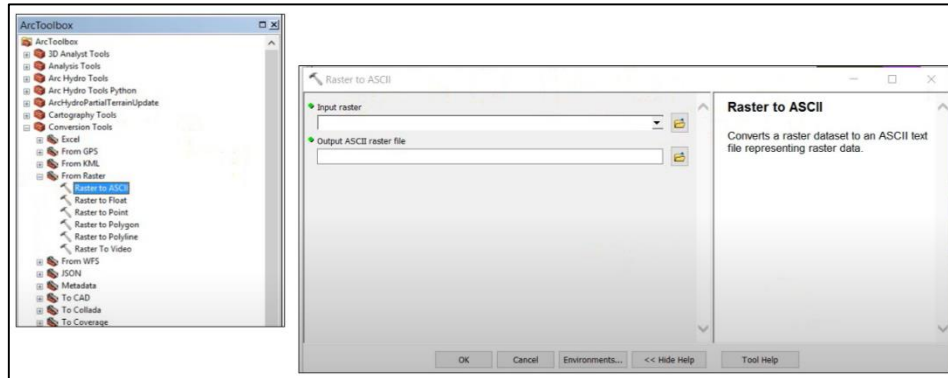 ArcToolbox
ArcToolbox
3D Analyst Tools
Analysis Tools
Arc Hydro Tools
Arc Hydro Tools Python
ArcHydroPartialTerrainUpdate
Cartography Tools
Conversion Tools
Excel
From GPS
From KML
From Raster
Raster to ASCII
Raster to Float
Raster to Point
Raster to Polygon
Raster to Polyline
Raster To Video
From WFS
JSON
Metadata
To CAD
To Collada
To Coverage
Raster to ASCII
Input raster
Output ASCII raster file
OK
Cancel
Environments...
<< Hide Help
Tool Help
Raster to ASCII
Converts a raster dataset to an ASCII text
file representing raster data.